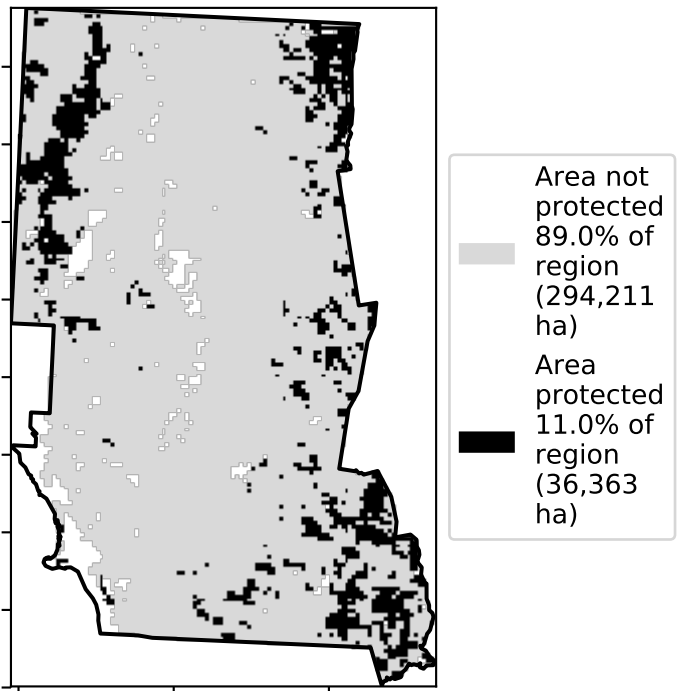 Area not
protected
89.0% of
region
(294,211
ha)
Area
protected
11.0% of
region
(36,363
ha)